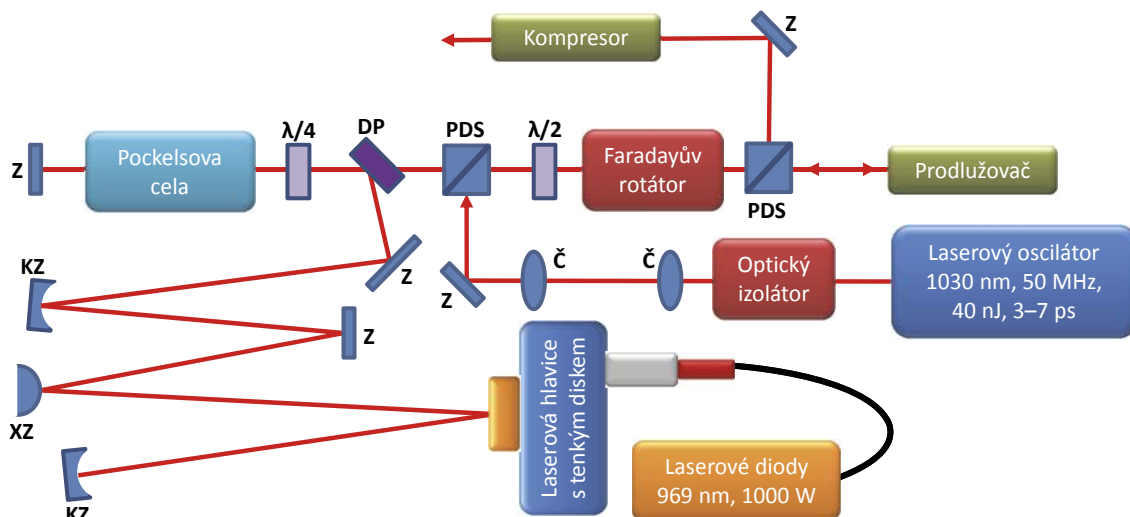 Z
Kompresor
λ/4
DP
PDS
λ/2
Z
Pockelsova
cela
Faradayův
rotátor
Prodlužovač
PDS
KZ
Z
Z
Č
Č
Optický
izolátor
Laserový oscilátor
1030 nm, 50 MHz,
40 nJ, 3–7 ps
Z
XZ
Laserová hlavice
s tenkým diskem
KZ
Laserové diody
969 nm, 1000 W